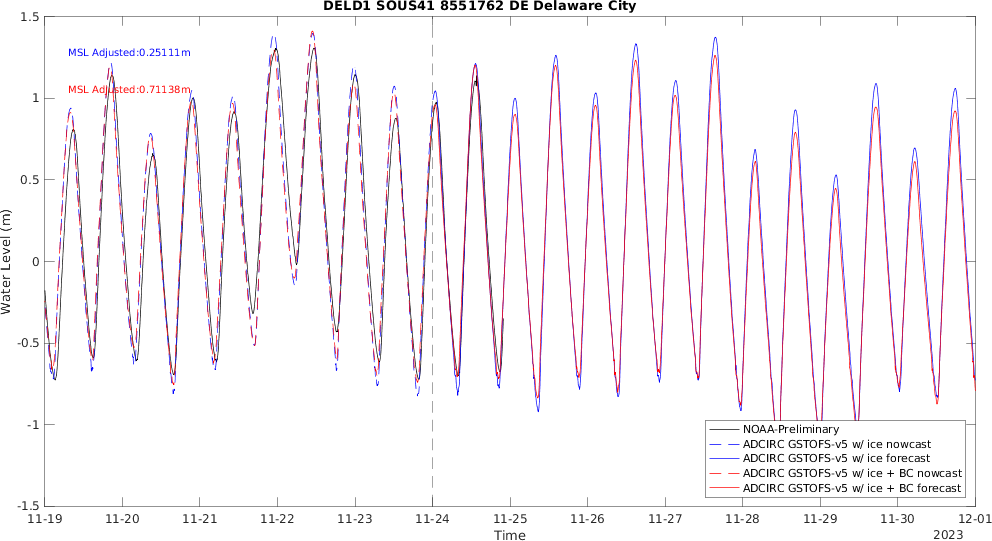 DELD1 SOUS41 8551762 DE Delaware City
1.5
MSL Adjusted:0.25111m
MSL Adjusted:0.71138m
1
0.5
0
-0.5
-1
-1.5
Water Level (m)
NOAA-Preliminary
ADCIRC GSTOFS-v5 w/ ice nowcast
ADCIRC GSTOFS-v5 w/ ice forecast
ADCIRC GSTOFS-v5 w/ ice + BC nowcast
ADCIRC GSTOFS-v5 w/ ice + BC forecast
11-19 11-20 11-21 11-22 11-23 11-24 11-25 11-26 11-27 11-28 11-29 11-30 12-01
Time
2023